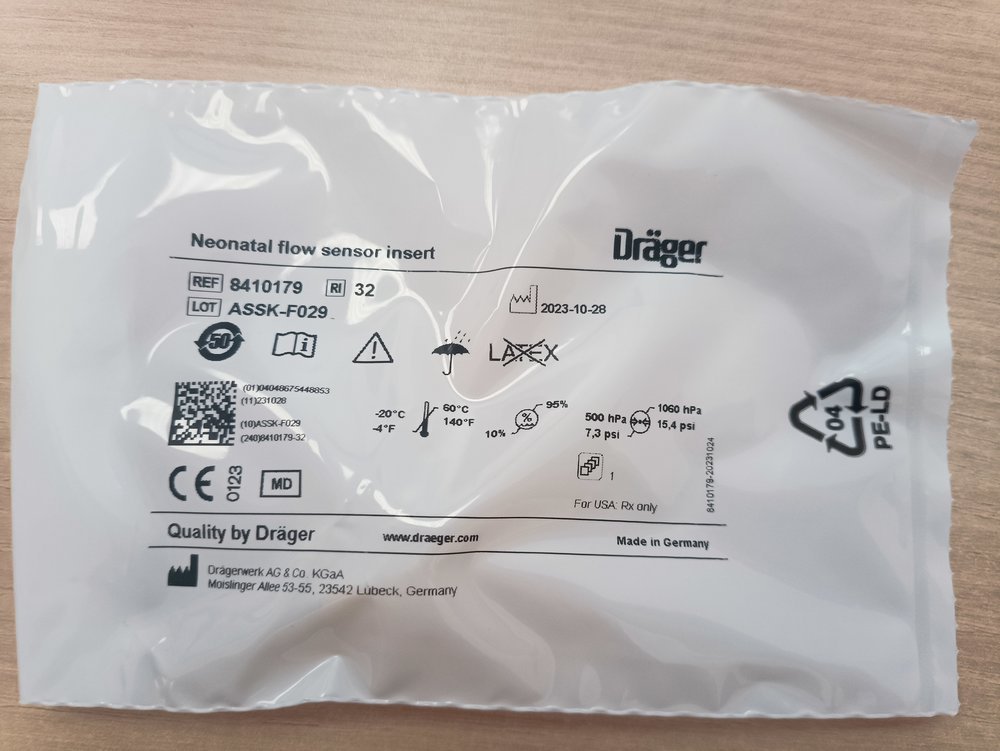 Neonatal flow sensor insert
Dräger
REF 8410179 RI 32
LOT ASSK-F029
2023-10-28
50
LATEX
(01)04048675448853
(11)231028
(10)ASSK-F029
(240)8410179-32
-20°C
-4°F
60°C
140°F
10%
%
95%
500 hPa
7,3 psi
1060 hPa
15,4 psi
1
0123
MD
For USA: Rx only
8410179-20231024
Quality by Dräger
www.draeger.com
Made in Germany
Drägerwerk AG & Co. KGaA
Moislinger Allee 53-55, 23542 Lübeck, Germany
04
PE-LD